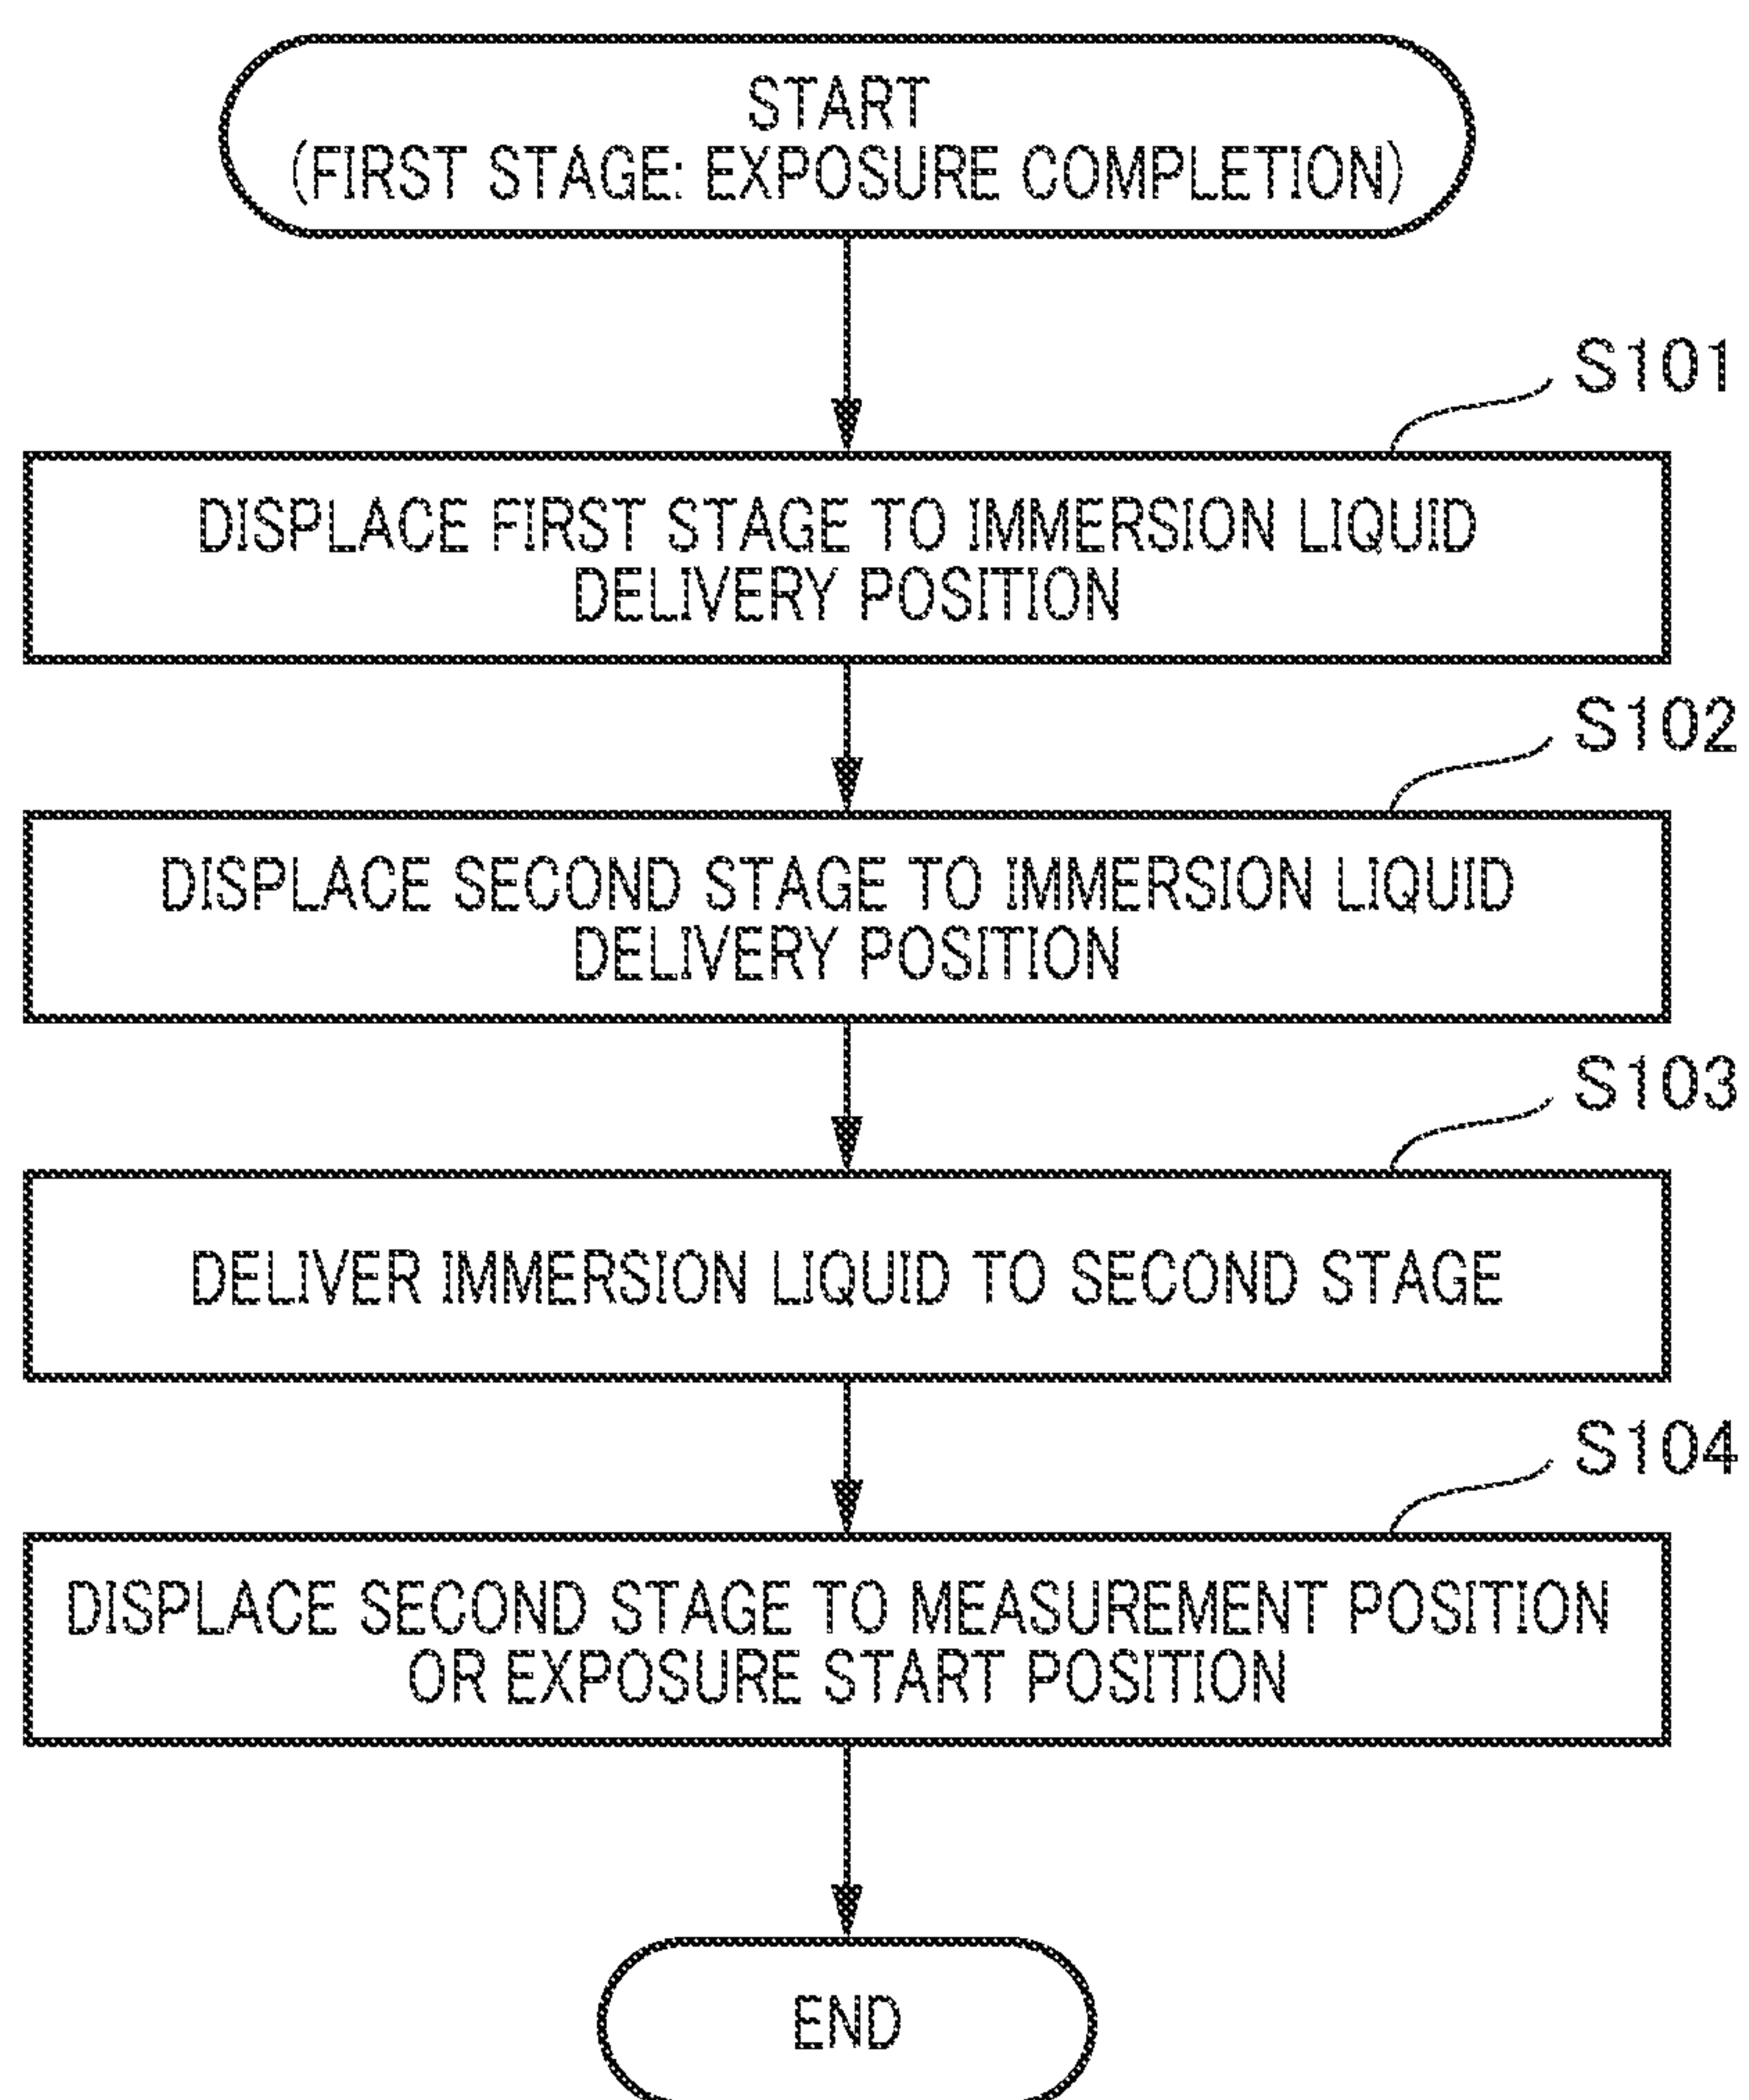 START
(FIRST STAGE: EXPOSURE COMPLETION)
S101
DISPLACE FIRST STAGE TO IMMERSION LIQUID
DELIVERY POSITION
S102
DISPLACE SECOND STAGE TO IMMERSION LIQUID
DELIVERY POSITION
S103
DELIVER IMMERSION LIQUID TO SECOND STAGE
S104
DISPLACE SECOND STAGE TO MEASUREMENT POSITION
OR EXPOSURE START POSITION
END